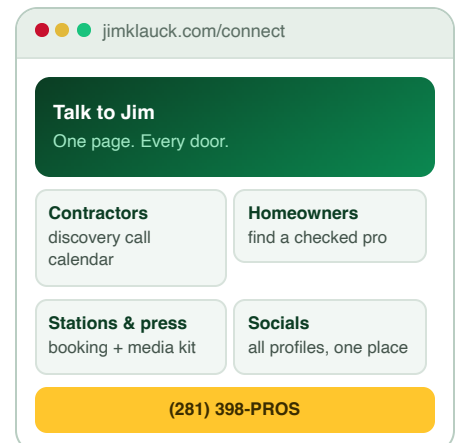 jimklauck.com/connect
Talk to Jim
One page. Every door.
Contractors
discovery call
calendar
Homeowners
find a checked pro
Stations & press
booking + media kit
Socials
all profiles, one place
(281) 398-PROS